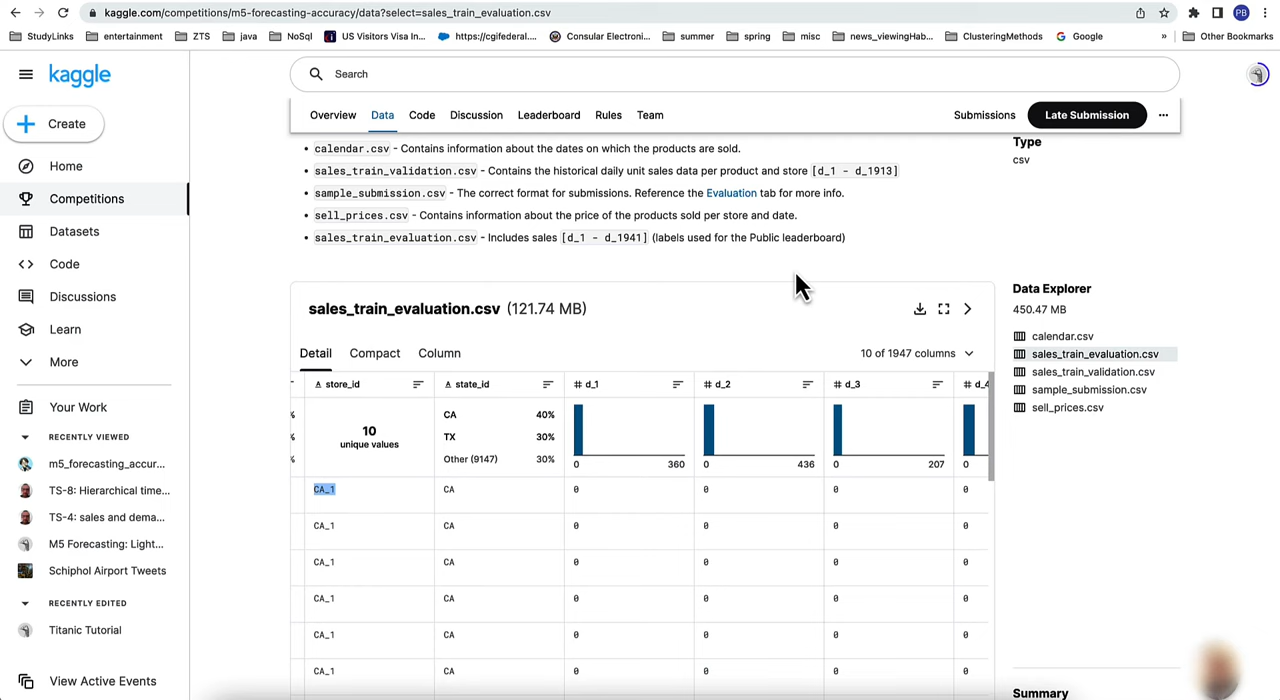 kaggle.com/competitions/m5-forecasting-accuracy/data?select=sales_train_evaluation.csv
PB
StudyLinks entertainment ZTS java NoSql US Visitors Visa In... https://cgifederal.... Consular Electroni... summer spring misc news_viewingHab... ClusteringMethods Google » Other Bookmarks
kaggle
Search
Create
Overview Data Code Discussion Leaderboard Rules Team Submissions Late Submission
Home
Competitions
Datasets
Code
Discussions
Learn
More
Your Work
RECENTLY VIEWED
m5_forecasting_accur...
TS-8: Hierarchical time...
TS-4: sales and dema...
M5 Forecasting: Light...
Schiphol Airport Tweets
RECENTLY EDITED
Titanic Tutorial
View Active Events
• calendar.csv - Contains information about the dates on which the products are sold.
• sales_train_validation.csv - Contains the historical daily unit sales data per product and store [d_1 - d_1913]
• sample_submission.csv - The correct format for submissions. Reference the Evaluation tab for more info.
• sell_prices.csv - Contains information about the price of the products sold per store and date.
• sales_train_evaluation.csv - Includes sales [d_1 - d_1941] (labels used for the Public leaderboard)
sales_train_evaluation.csv (121.74 MB)
Detail Compact Column 10 of 1947 columns
store_id state_id # d_1 # d_2 # d_3 # d_4
% CA 40%
10
unique values
% TX 30%
% Other (9147) 30%
0 360 0 436 0 207 0
CA_1 CA 0 0 0 0
CA_1 CA 0 0 0 0
CA_1 CA 0 0 0 0
CA_1 CA 0 0 0 0
CA_1 CA 0 0 0 0
CA_1 CA 0 0 0 0
Type
csv
Data Explorer
450.47 MB
calendar.csv
sales_train_evaluation.csv
sales_train_validation.csv
sample_submission.csv
sell_prices.csv
Summary